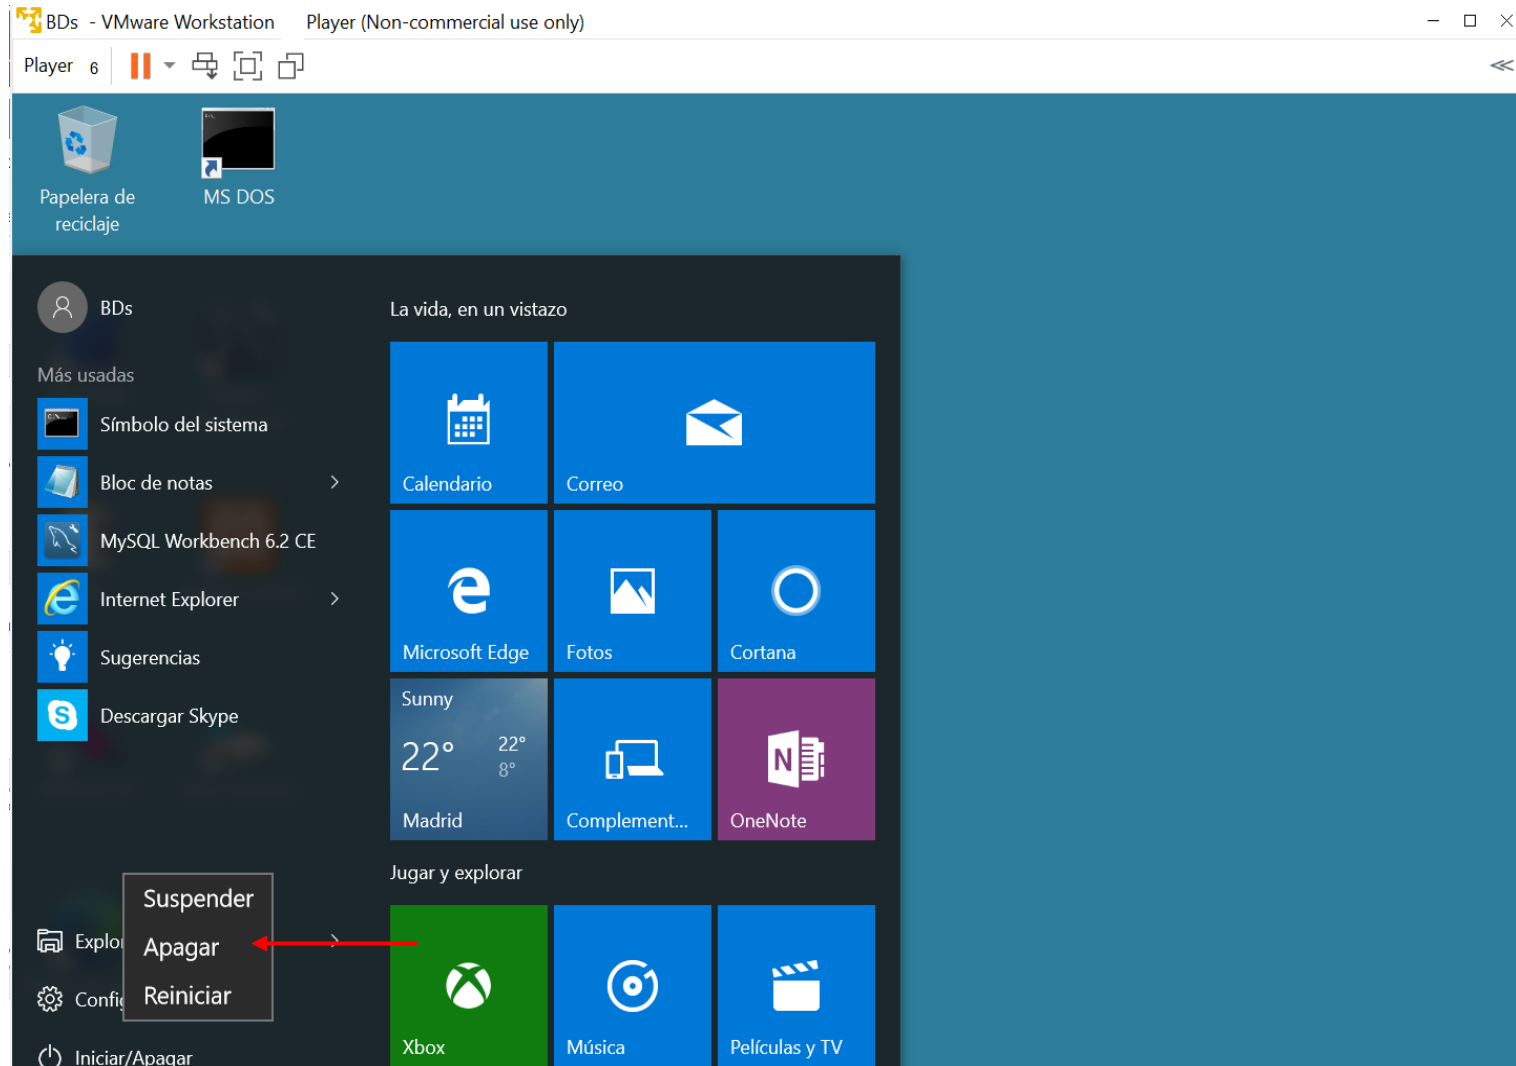 BDs - VMware Workstation Player (Non-commercial use only)
Player 6
Papelera de
reciclaje
MS DOS
BDs
Más usadas
Símbolo del sistema
Bloc de notas
MySQL Workbench 6.2 CE
Internet Explorer
Sugerencias
Descargar Skype
Suspender
Apagar
Reiniciar
Explo
Config
Iniciar/Apagar
La vida, en un vistazo
Calendario
Correo
Microsoft Edge
Fotos
Cortana
Sunny
22°
22°
8°
Madrid
Complement...
N
OneNote
Jugar y explorar
Xbox
Música
Películas y TV